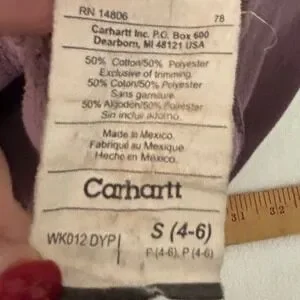 RN 14806 78
Carhartt Inc. P.O. Box 600
Dearborn, MI 48121 USA
50% Cotton/50% Polyester
Exclusive of trimming.
50% Coton/50% Polyester
Sans garniture.
50% Algodón/50% Poliéster
Sin incluir adorno.
Made in Mexico.
Fabriqué au Mexique
Hecho en México.
Carhartt
WK012 DYP
S (4-6)
P (4-6), P (4-6)
31 32